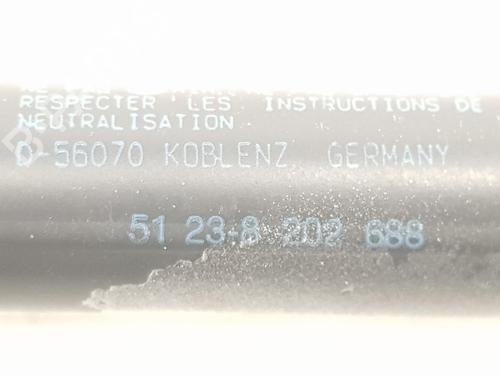 RESPECTER LES INSTRUCTIONS DE
NEUTRALISATION
D-56070 KOBLENZ, GERMANY
51 23-8 202 688